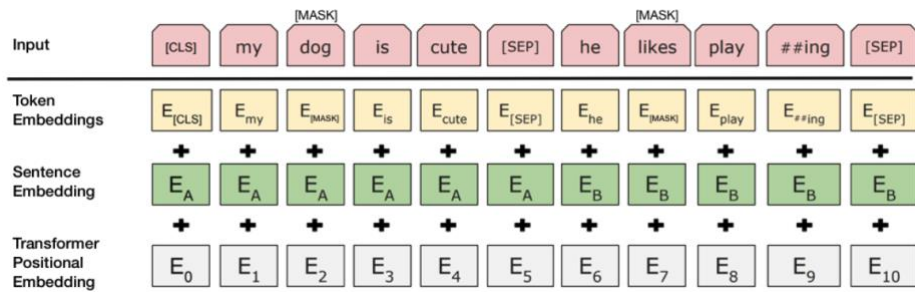 [MASK] [MASK]
Input [CLS] my dog is cute [SEP] he likes play ##ing [SEP]
Token Embeddings E[CLS] Emy E[MASK] Eis Ecute E[SEP] Ehe E[MASK] Eplay E##ing E[SEP]
+ + + + + + + + + + +
Sentence Embedding EA EA EA EA EA EA EB EB EB EB EB
+ + + + + + + + + + +
Transformer Positional Embedding E0 E1 E2 E3 E4 E5 E6 E7 E8 E9 E10